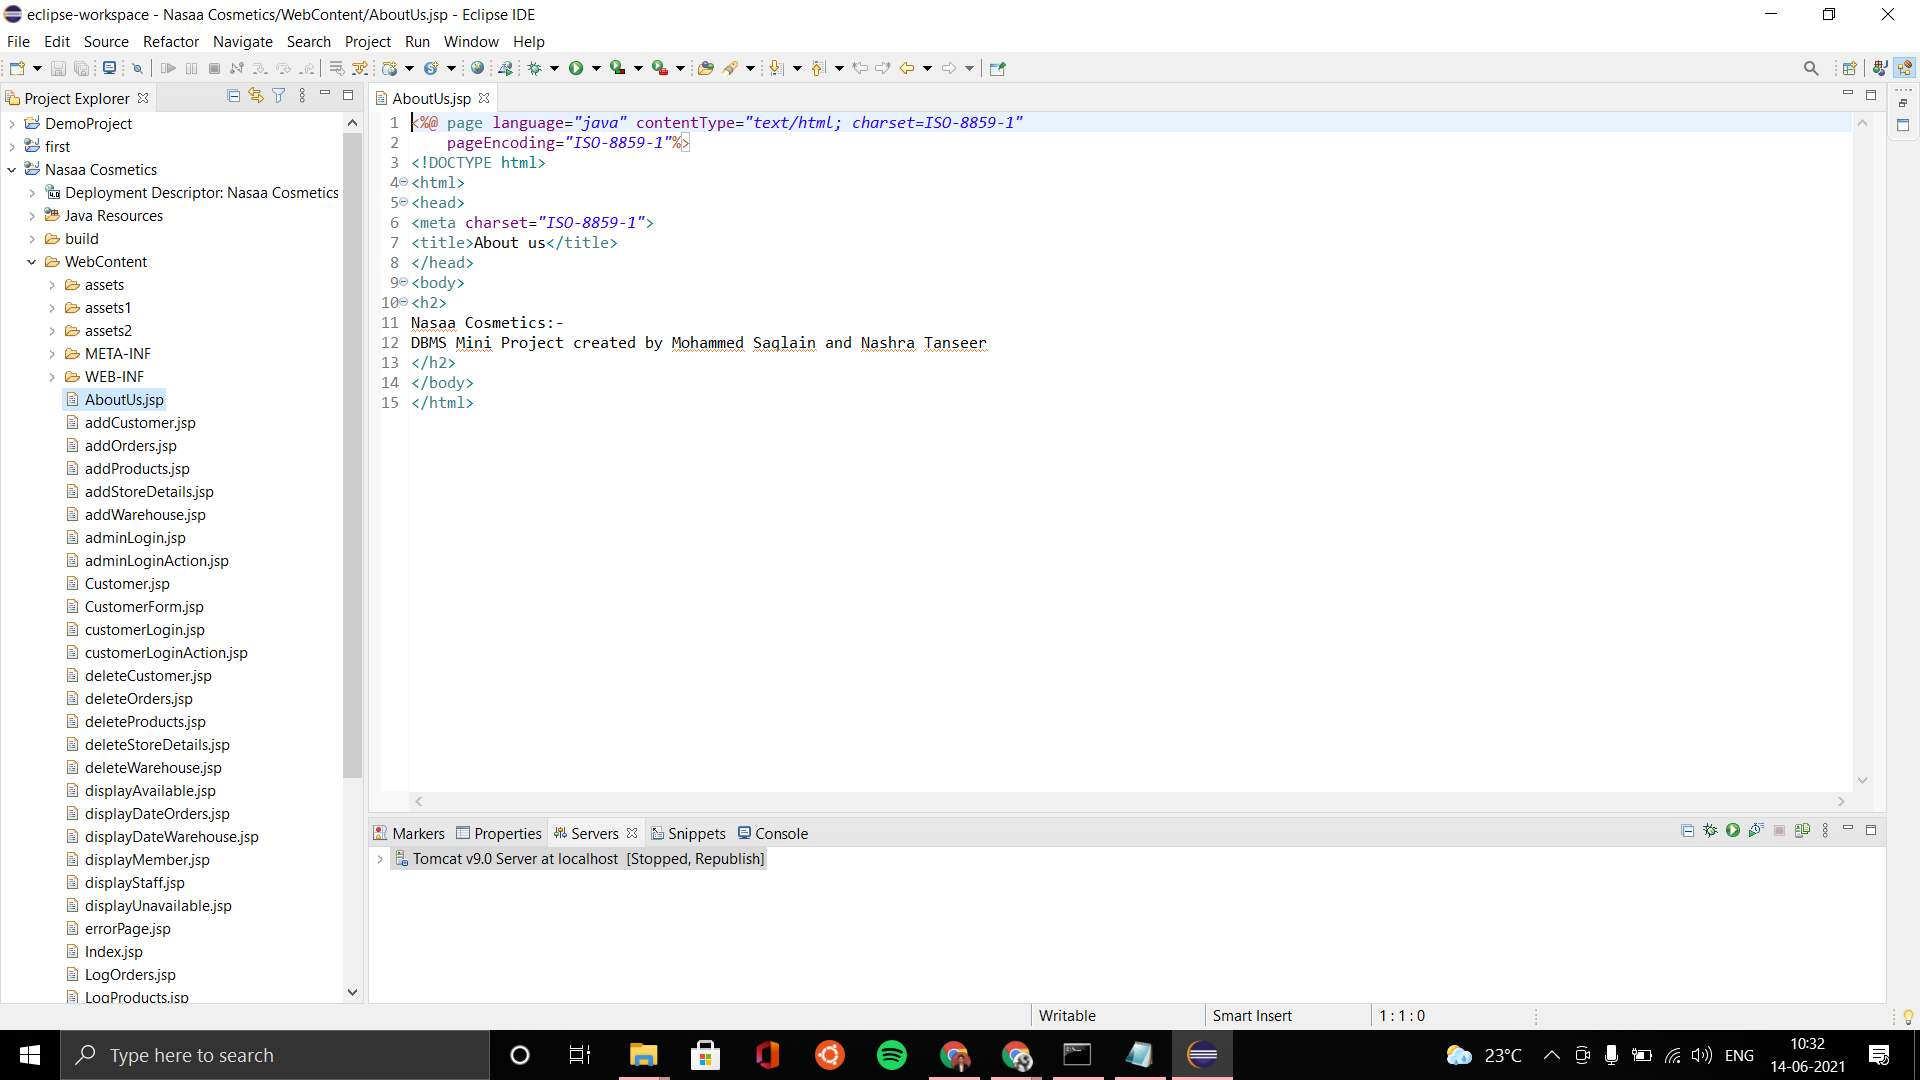 eclipse-workspace - Nasaa Cosmetics/WebContent/AboutUs.jsp - Eclipse IDE
File Edit Source Refactor Navigate Search Project Run Window Help
Project Explorer
DemoProject
first
Nasaa Cosmetics
Deployment Descriptor: Nasaa Cosmetics
Java Resources
build
WebContent
assets
assets1
assets2
META-INF
WEB-INF
AboutUs.jsp
addCustomer.jsp
addOrders.jsp
addProducts.jsp
addStoreDetails.jsp
addWarehouse.jsp
adminLogin.jsp
adminLoginAction.jsp
Customer.jsp
CustomerForm.jsp
customerLogin.jsp
customerLoginAction.jsp
deleteCustomer.jsp
deleteOrders.jsp
deleteProducts.jsp
deleteStoreDetails.jsp
deleteWarehouse.jsp
displayAvailable.jsp
displayDateOrders.jsp
displayDateWarehouse.jsp
displayMember.jsp
displayStaff.jsp
displayUnavailable.jsp
errorPage.jsp
Index.jsp
LogOrders.jsp
LogProducts.jsp
AboutUs.jsp
1 <%@ page language="java" contentType="text/html; charset=ISO-8859-1"
2 pageEncoding="ISO-8859-1"%>
3 <!DOCTYPE html>
4 <html>
5 <head>
6 <meta charset="ISO-8859-1">
7 <title>About us</title>
8 </head>
9 <body>
10 <h2>
11 Nasaa Cosmetics:-
12 DBMS Mini Project created by Mohammed Saqlain and Nashra Tanseer
13 </h2>
14 </body>
15 </html>
Markers Properties Servers Snippets Console
Tomcat v9.0 Server at localhost [Stopped, Republish]
Writable Smart Insert 1 : 1 : 0
Type here to search
23°C ENG
10:32
14-06-2021